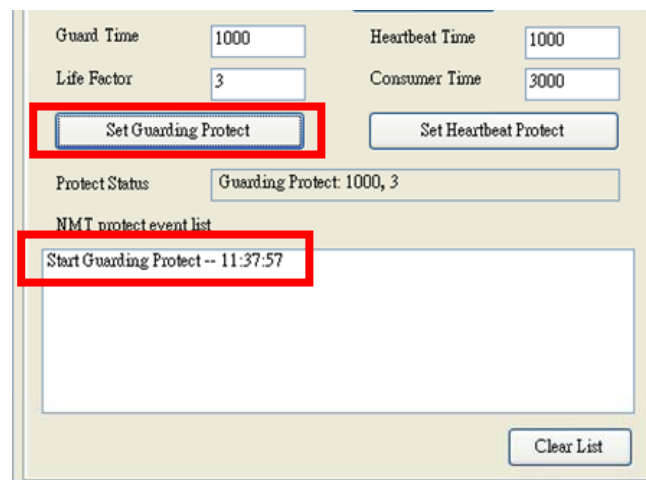 Guard Time 1000 Heartbeat Time 1000
Life Factor 3 Consumer Time 3000
Set Guarding Protect Set Heartbeat Protect
Protect Status Guarding Protect: 1000, 3
NMT protect event list
Start Guarding Protect -- 11:37:57
Clear List